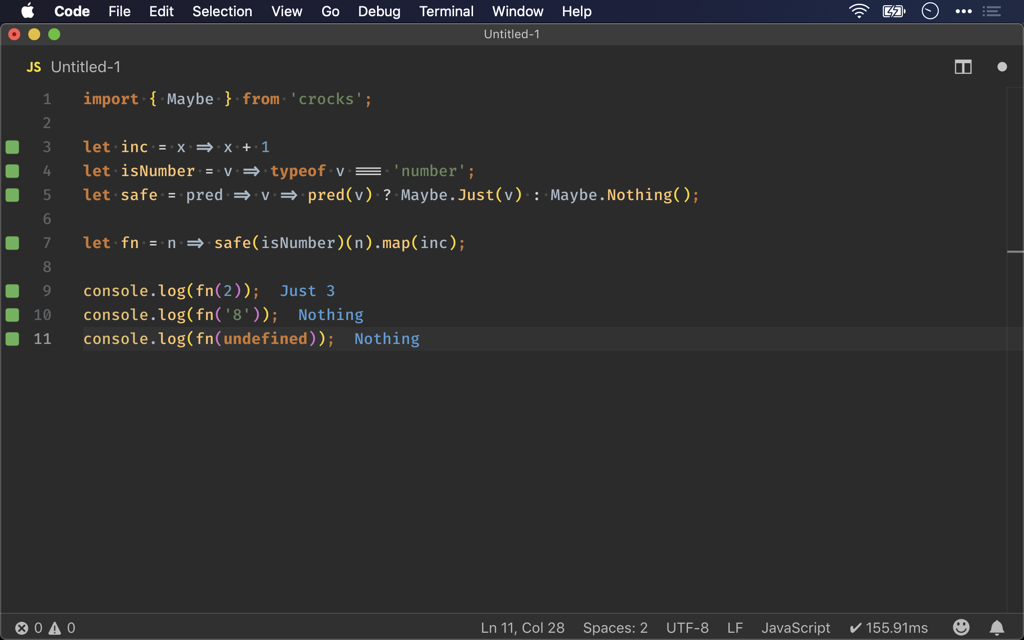 Code File Edit Selection View Go Debug Terminal Window Help
Untitled-1
JS Untitled-1
1 import { Maybe } from 'crocks';
2
3 let inc = x => x + 1
4 let isNumber = v => typeof v === 'number';
5 let safe = pred => v => pred(v) ? Maybe.Just(v) : Maybe.Nothing();
6
7 let fn = n => safe(isNumber)(n).map(inc);
8
9 console.log(fn(2)); Just 3
10 console.log(fn('8')); Nothing
11 console.log(fn(undefined)); Nothing
0 0 Ln 11, Col 28 Spaces: 2 UTF-8 LF JavaScript ✔ 155.91ms